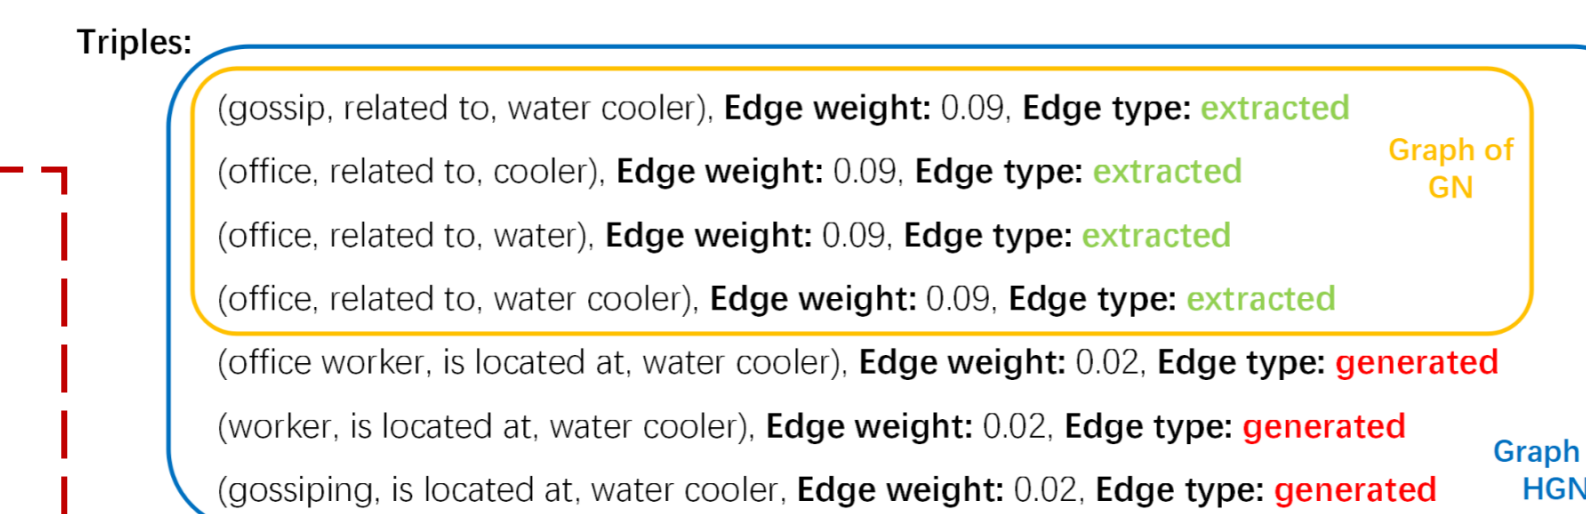 Triples:
(gossip, related to, water cooler), Edge weight: 0.09, Edge type: extracted
(office, related to, cooler), Edge weight: 0.09, Edge type: extracted
Graph of
GN
(office, related to, water), Edge weight: 0.09, Edge type: extracted
(office, related to, water cooler), Edge weight: 0.09, Edge type: extracted
(office worker, is located at, water cooler), Edge weight: 0.02, Edge type: generated
(worker, is located at, water cooler), Edge weight: 0.02, Edge type: generated
(gossiping, is located at, water cooler, Edge weight: 0.02, Edge type: generated
Graph
HGN